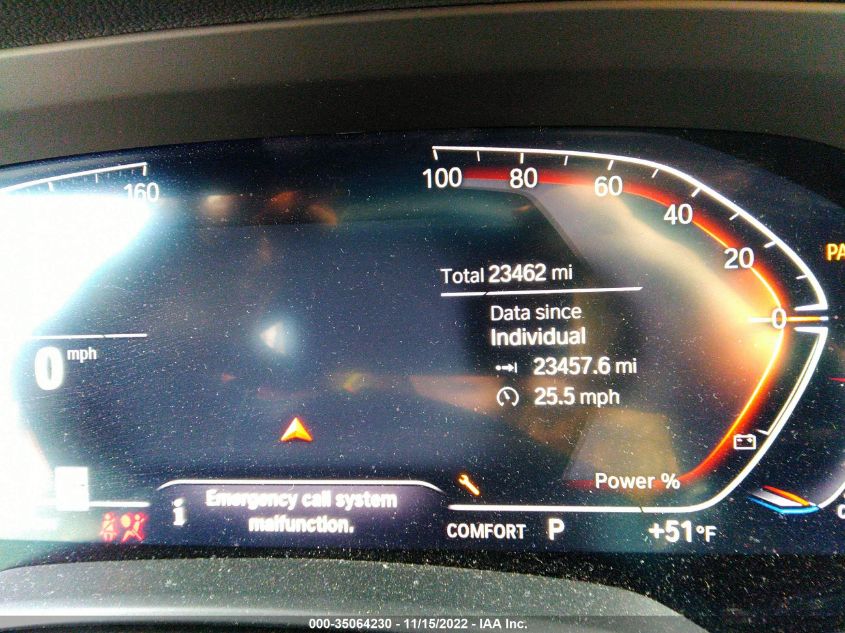 160
100
80
60
40
20
0
PA
Total 23462 mi
Data since
Individual
23457.6 mi
25.5 mph
0 mph
Power %
i Emergency call system
malfunction.
COMFORT P +51°F
000-35064230 - 11/15/2022 - IAA Inc.